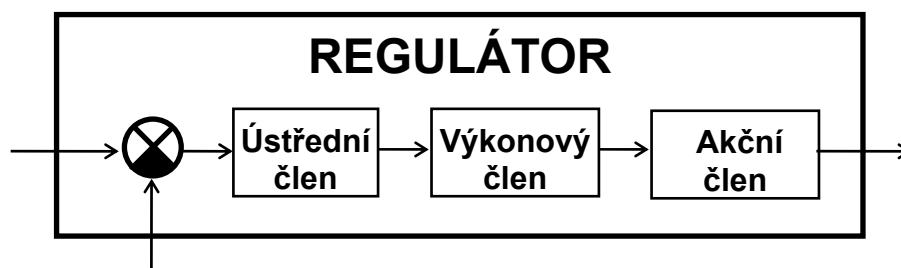 REGULÁTOR
Ústřední
člen
Výkonový
člen
Akční
člen